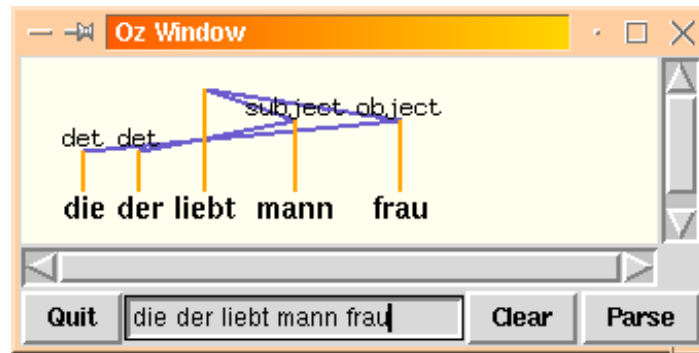 Oz Window
subject object
det det
die der liebt mann frau
Quit die der liebt mann frau Clear Parse